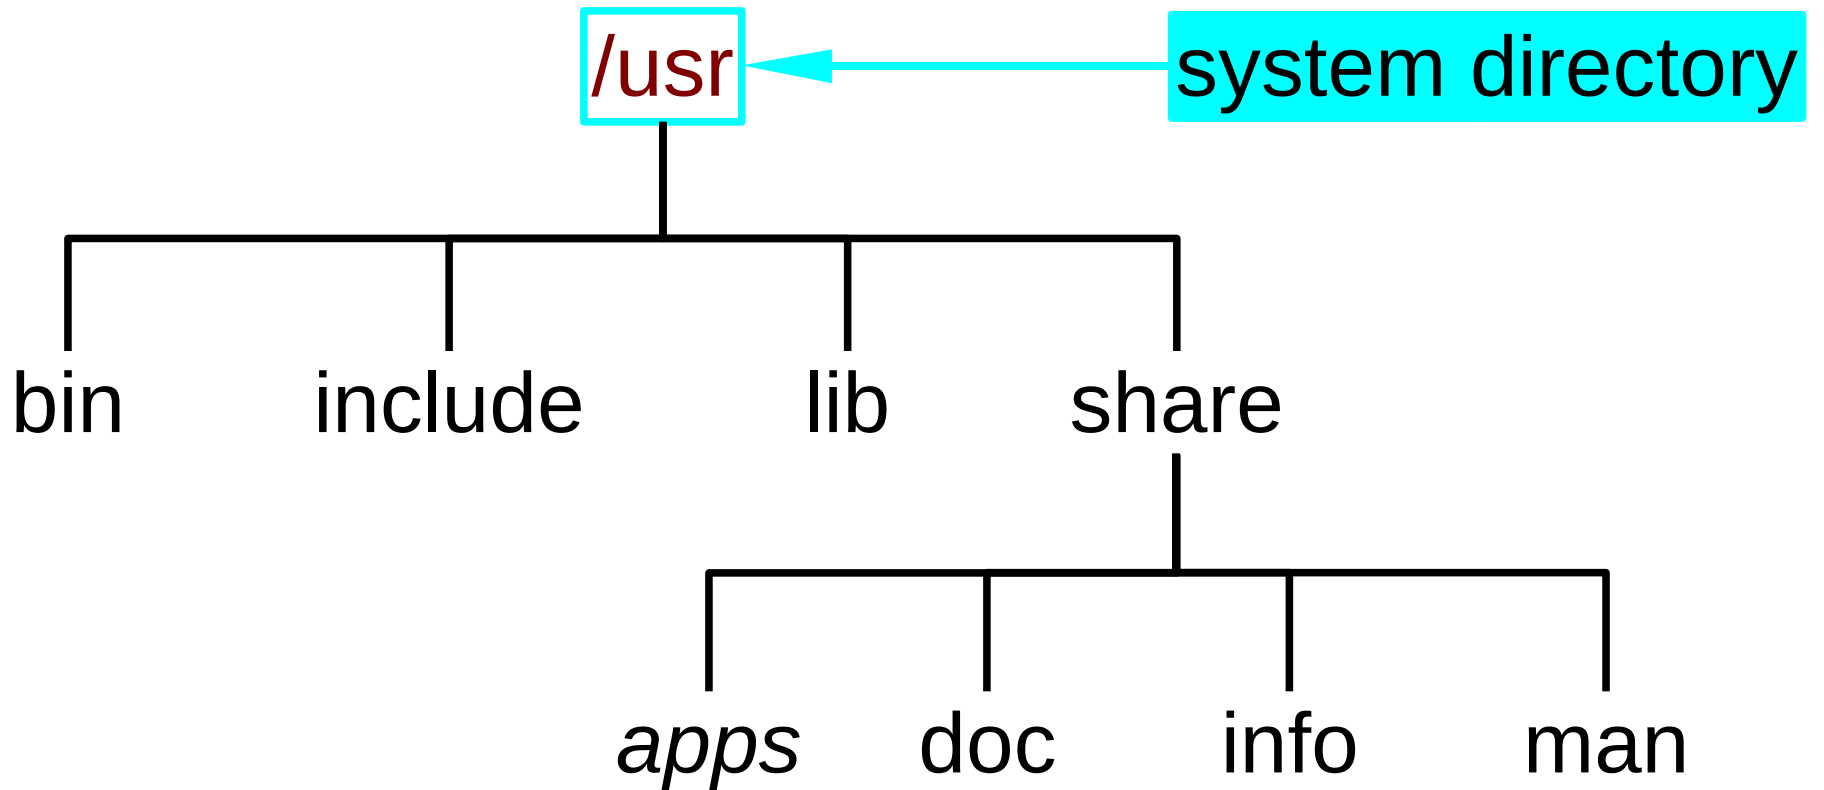 /usr
system directory
bin
include
lib
share
apps
doc
info
man